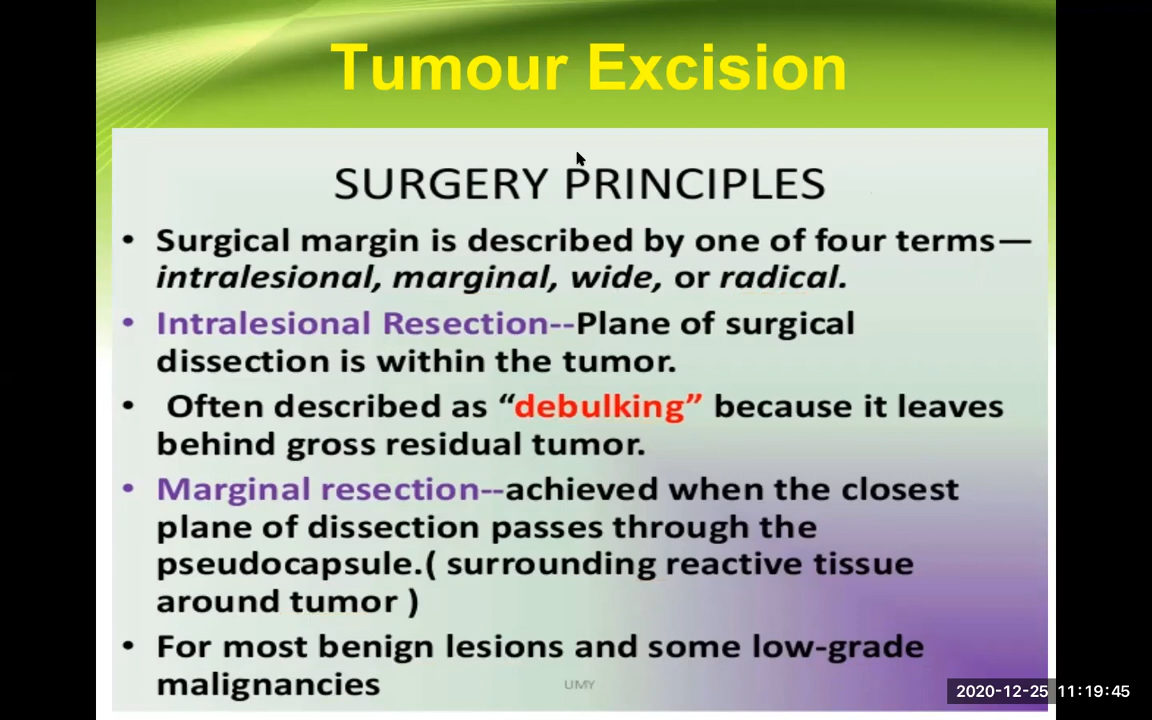 Tumour Excision
SURGERY PRINCIPLES
• Surgical margin is described by one of four terms—
intralesional, marginal, wide, or radical.
• Intralesional Resection--Plane of surgical
dissection is within the tumor.
• Often described as “debulking” because it leaves
behind gross residual tumor.
• Marginal resection--achieved when the closest
plane of dissection passes through the
pseudocapsule.( surrounding reactive tissue
around tumor )
• For most benign lesions and some low-grade
malignancies
UMY
2020-12-25 11:19:45